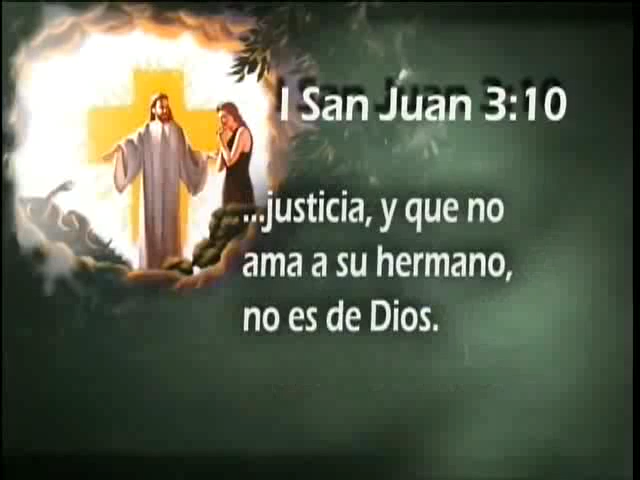 I San Juan 3:10
...justicia, y que no
ama a su hermano,
no es de Dios.